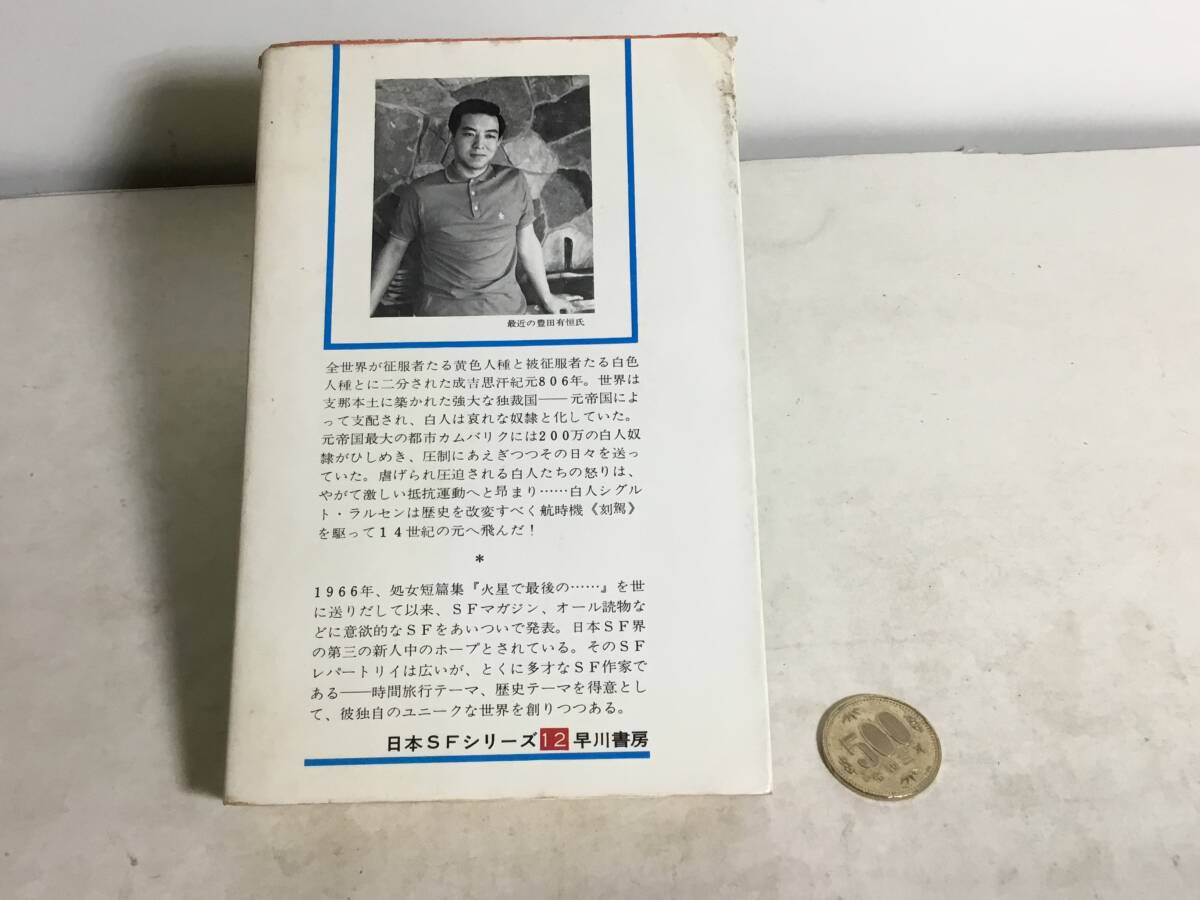 最近の豊田有恒氏
全世界が征服者たる黄色人種と被征服者たる白色
人種とに二分された成吉思汗紀元806年。世界は
支那本土に築かれた強大な独裁国――元帝国によ
って支配され、白人は哀れな奴隷と化していた。
元帝国最大の都市カムバリクには200万の白人奴
隷がひしめき、圧制にあえぎつつその日々を送っ
ていた。虐げられ圧迫される白人たちの怒りは、
やがて激しい抵抗運動へと昂まり……白人シグル
ト・ラルセンは歴史を改変すべく航時機《刻駕》
を駆って14世紀の元へ飛んだ!
*
1966年、処女短篇集『火星で最後の……』を世
に送りだして以来、SFマガジン、オール読物な
どに意欲的なSFをあいついで発表。日本SF界
の第三の新人中のホープとされている。そのSF
レパートリイは広いが、とくに多才なSF作家で
ある――時間旅行テーマ、歴史テーマを得意とし
て、彼独自のユニークな世界を創りつつある。
日本SFシリーズ12早川書房
500